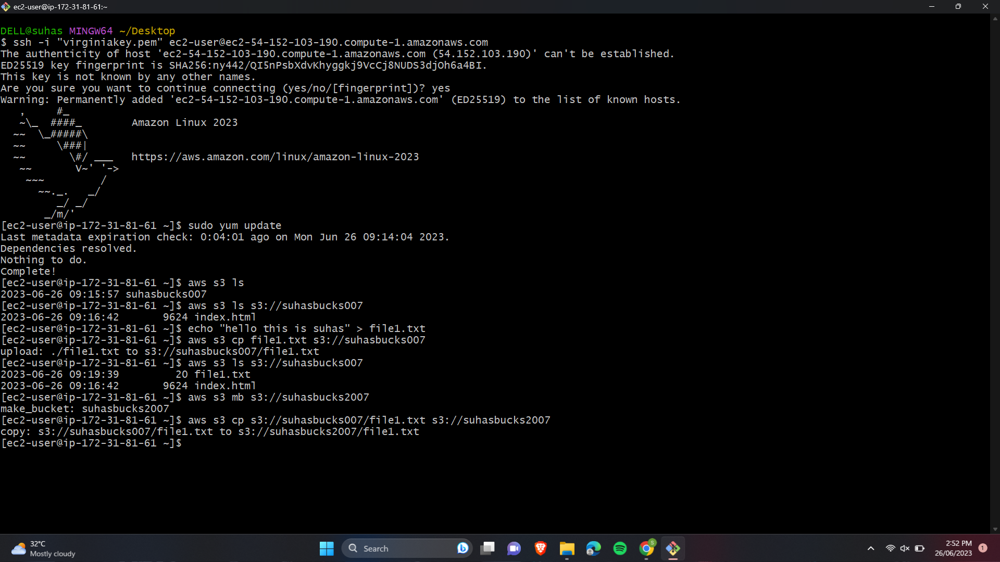 ec2-user@ip-172-31-81-61:~
DELL@suhas MINGW64 ~/Desktop
$ ssh -i "virginiakey.pem" ec2-user@ec2-54-152-103-190.compute-1.amazonaws.com
The authenticity of host 'ec2-54-152-103-190.compute-1.amazonaws.com (54.152.103.190)' can't be established.
ED25519 key fingerprint is SHA256:ny442/QI5nPsbXdvKhyggkj9VcCj8NUDS3djOh6a4BI.
This key is not known by any other names.
Are you sure you want to continue connecting (yes/no/[fingerprint])? yes
Warning: Permanently added 'ec2-54-152-103-190.compute-1.amazonaws.com' (ED25519) to the list of known hosts.
   ,     #_
   ~\_  ####_        Amazon Linux 2023
  ~~  \_#####\
  ~~     \###|
  ~~       \#/ ___   https://aws.amazon.com/linux/amazon-linux-2023
   ~~       V~' '->
    ~~~         /
      ~~._.   _/
         _/ _/
       _/m/'
[ec2-user@ip-172-31-81-61 ~]$ sudo yum update
Last metadata expiration check: 0:04:01 ago on Mon Jun 26 09:14:04 2023.
Dependencies resolved.
Nothing to do.
Complete!
[ec2-user@ip-172-31-81-61 ~]$ aws s3 ls
2023-06-26 09:15:57 suhasbucks007
[ec2-user@ip-172-31-81-61 ~]$ aws s3 ls s3://suhasbucks007
2023-06-26 09:16:42       9624 index.html
[ec2-user@ip-172-31-81-61 ~]$ echo "hello this is suhas" > file1.txt
[ec2-user@ip-172-31-81-61 ~]$ aws s3 cp file1.txt s3://suhasbucks007
upload: ./file1.txt to s3://suhasbucks007/file1.txt
[ec2-user@ip-172-31-81-61 ~]$ aws s3 ls s3://suhasbucks007
2023-06-26 09:19:39         20 file1.txt
2023-06-26 09:16:42       9624 index.html
[ec2-user@ip-172-31-81-61 ~]$ aws s3 mb s3://suhasbucks2007
make_bucket: suhasbucks2007
[ec2-user@ip-172-31-81-61 ~]$ aws s3 cp s3://suhasbucks007/file1.txt s3://suhasbucks2007
copy: s3://suhasbucks007/file1.txt to s3://suhasbucks2007/file1.txt
[ec2-user@ip-172-31-81-61 ~]$
32°C
Mostly cloudy
Search
S
2:52 PM
26/06/2023
1